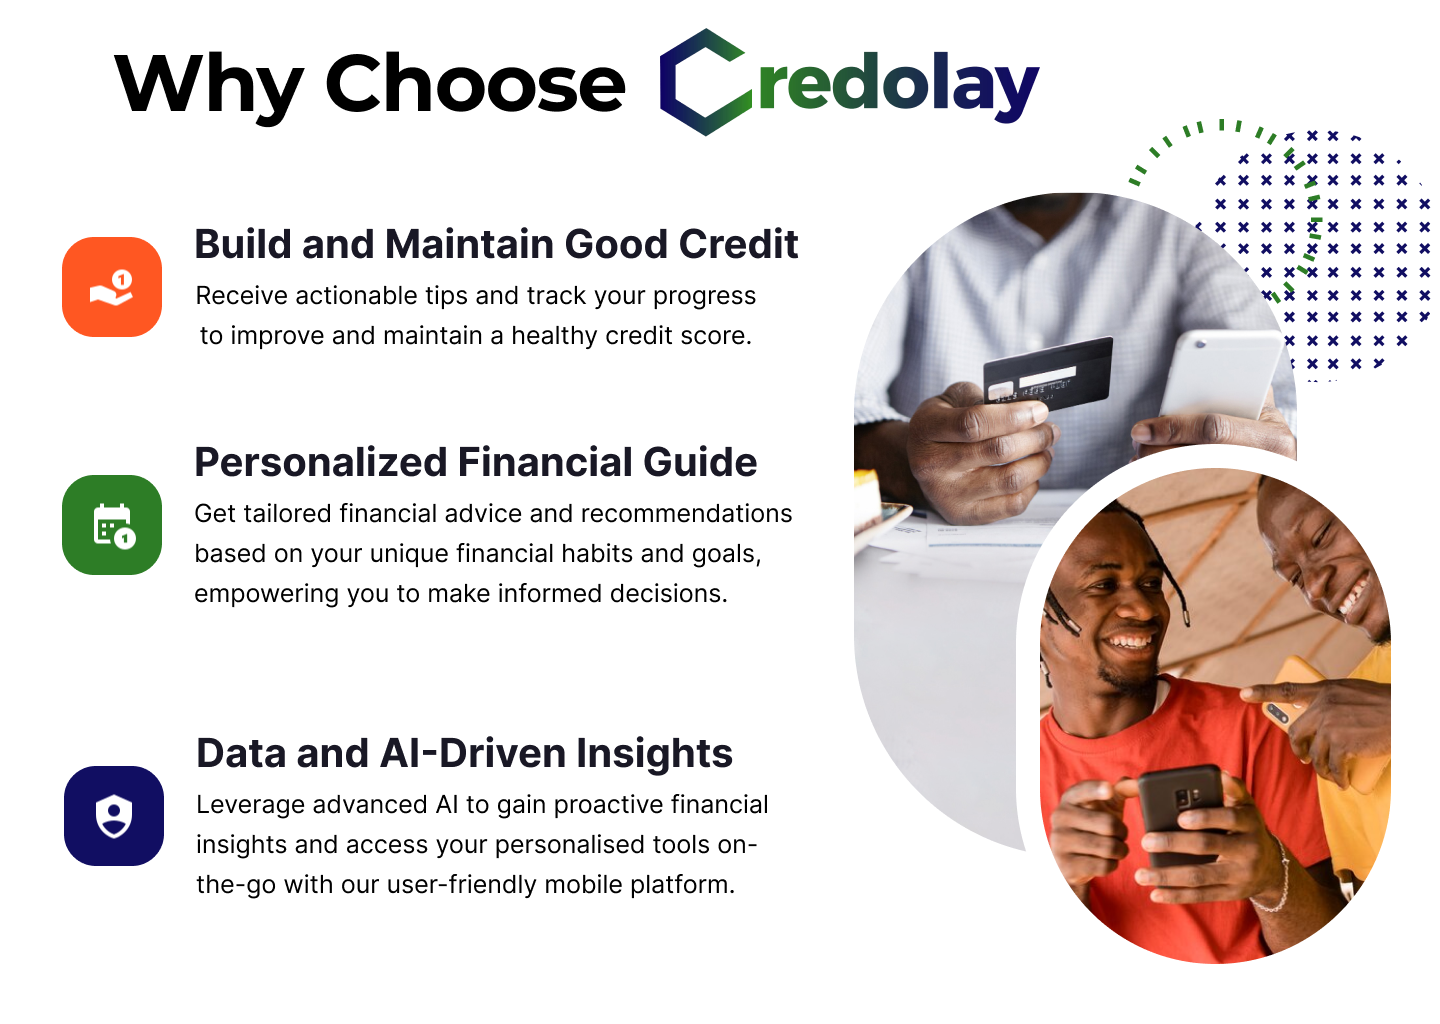 Why Choose Credolay
Build and Maintain Good Credit
Receive actionable tips and track your progress
to improve and maintain a healthy credit score.
Personalized Financial Guide
Get tailored financial advice and recommendations
based on your unique financial habits and goals,
empowering you to make informed decisions.
Data and AI-Driven Insights
Leverage advanced AI to gain proactive financial
insights and access your personalised tools on-
the-go with our user-friendly mobile platform.